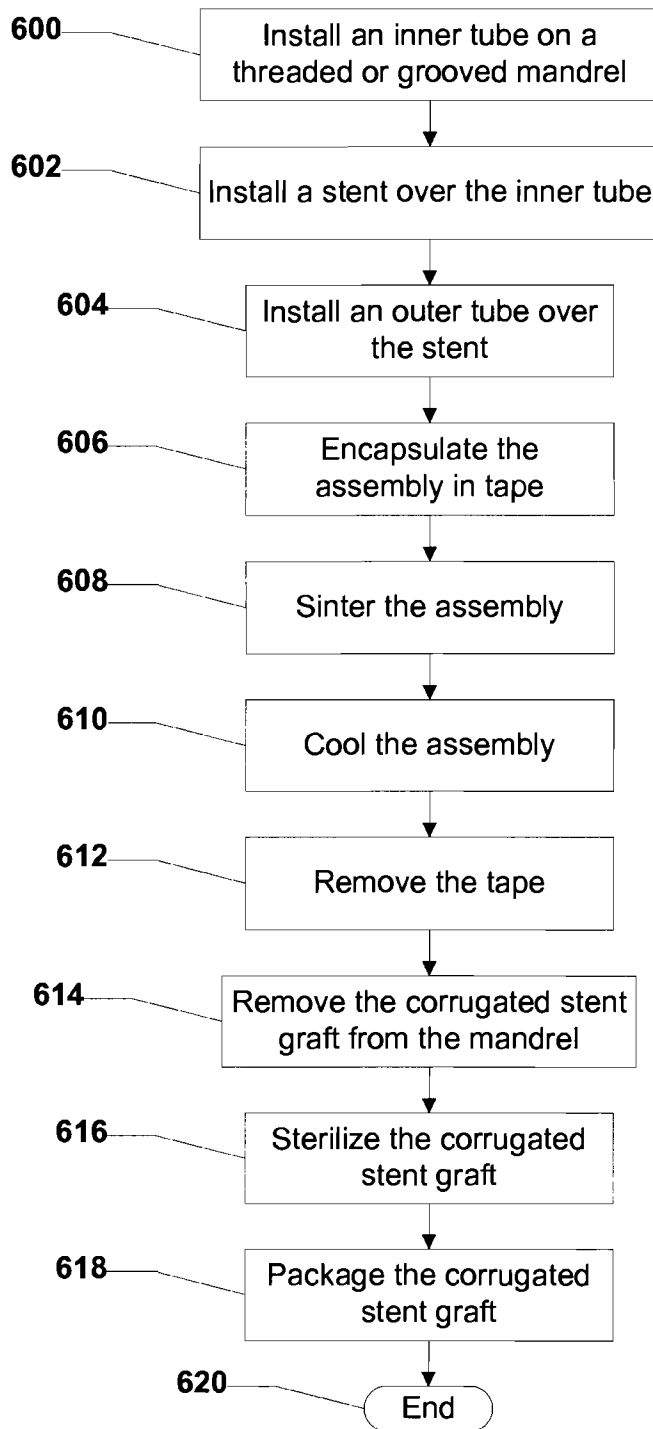 600
Install an inner tube on a
threaded or grooved mandrel
602
Install a stent over the inner tube
604
Install an outer tube over
the stent
606
Encapsulate the
assembly in tape
608
Sinter the assembly
610
Cool the assembly
612
Remove the tape
614
Remove the corrugated stent
graft from the mandrel
616
Sterilize the corrugated
stent graft
618
Package the corrugated
stent graft
620
End